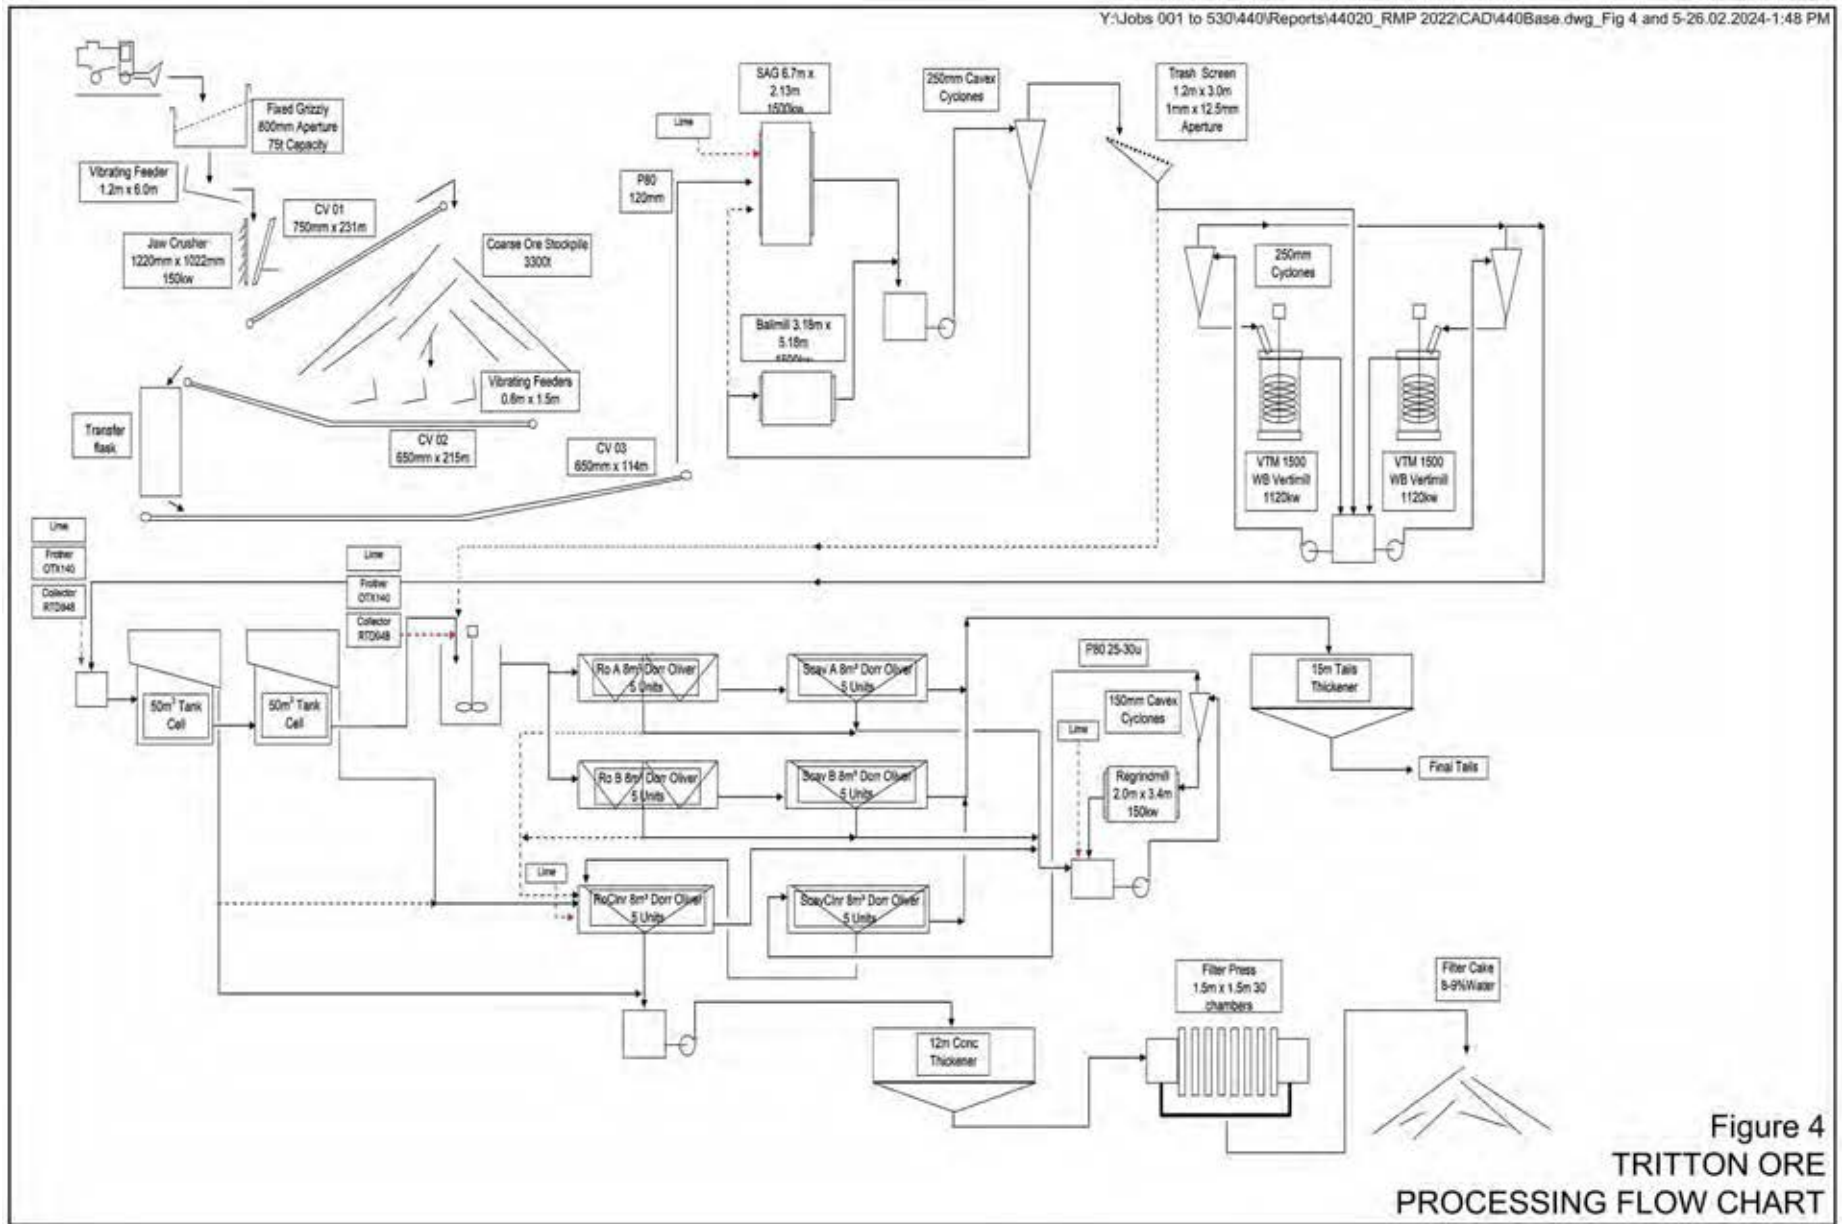 Y:\Jobs 001 to 530\440\Reports\44020_RMP 2022\CAD\440Base.dwg_Fig 4 and 5-26.02.2024-1:48 PM
Fixed Grizzly
800mm Aperture
75t Capacity
Vibrating Feeder
1.2m x 6.0m
CV 01
750mm x 231m
Jaw Crusher
1220mm x 1022mm
150kw
Coarse Ore Stockpile
3300t
Vibrating Feeders
0.6m x 1.5m
Transfer
flask
CV 02
650mm x 215m
CV 03
650mm x 114m
P80
120mm
Lime
SAG 6.7m x
2.13m
1500kw
250mm Cavex
Cyclones
Trash Screen
1.2m x 3.0m
1mm x 12.5mm
Aperture
Ballmill 3.18m x
5.18m
1500kw
250mm
Cyclones
VTM 1500
WB Vertimill
1120kw
VTM 1500
WB Vertimill
1120kw
Lime
Frother
OTX140
Collector
RTD948
Lime
Frother
OTX140
Collector
RTD948
50m³ Tank
Cell
50m³ Tank
Cell
Ro A 8m³ Dorr Oliver
5 Units
Scav A 8m³ Dorr Oliver
5 Units
Ro B 8m³ Dorr Oliver
5 Units
Scav B 8m³ Dorr Oliver
5 Units
Lime
RoClnr 8m³ Dorr Oliver
5 Units
ScavClnr 8m³ Dorr Oliver
5 Units
P80 25-30u
150mm Cavex
Cyclones
Lime
Regrindmill
2.0m x 3.4m
150kw
15m Tails
Thickener
Final Tails
12m Conc
Thickener
Filter Press
1.5m x 1.5m 30
chambers
Filter Cake
8-9%Water
Figure 4
TRITTON ORE
PROCESSING FLOW CHART